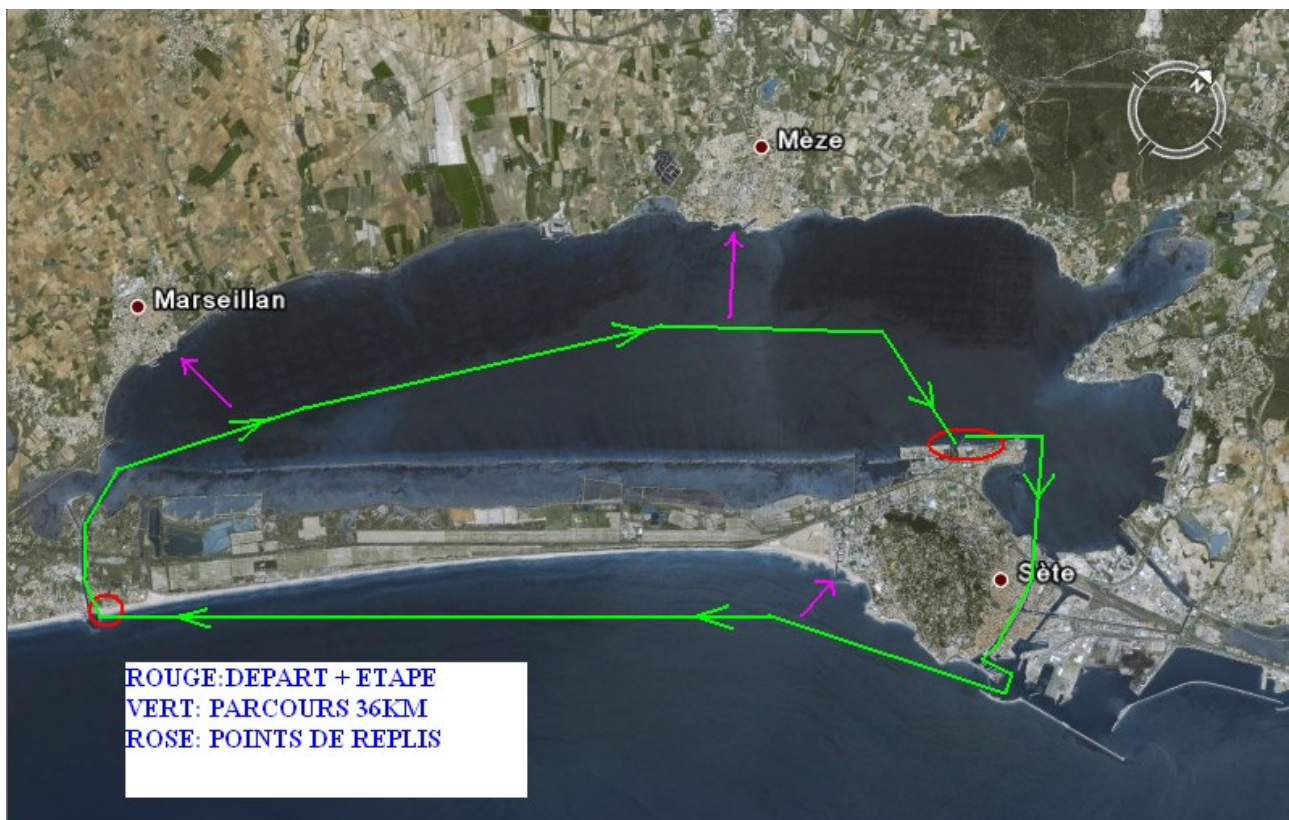 Mèze
N
Marseillan
Sète
ROUGE:DEPART + ETAPE
VERT: PARCOURS 36KM
ROSE: POINTS DE REPLIS